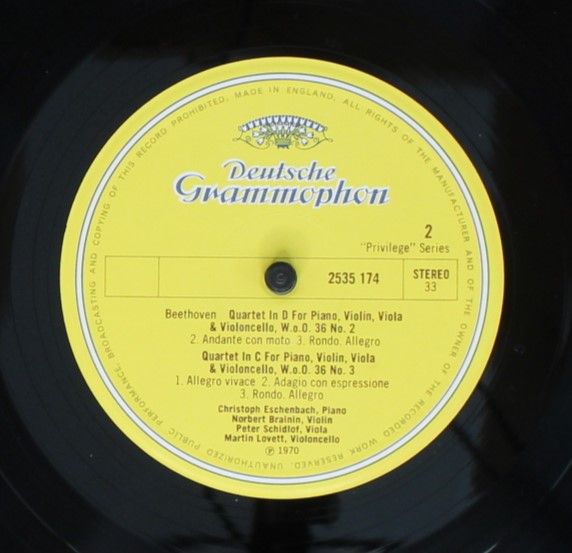 MADE IN ENGLAND. ALL RIGHTS OF THE MANUFACTURER AND OF THE OWNER OF THE RECORDED WORK RESERVED. UNAUTHORIZED PUBLIC PERFORMANCE, BROADCASTING AND COPYING OF THIS RECORD PROHIBITED.
Deutsche
Grammophon
2
"Privilege" Series
2535 174
STEREO
33
Beethoven Quartet In D For Piano, Violin, Viola
& Violoncello, W.o.O. 36 No. 2
2. Andante con moto 3. Rondo. Allegro
Quartet In C For Piano, Violin, Viola
& Violoncello, W.o.O. 36 No. 3
1. Allegro vivace 2. Adagio con espressione
3. Rondo. Allegro
Christoph Eschenbach, Piano
Norbert Brainin, Violin
Peter Schidlof, Viola
Martin Lovett, Violoncello
℗ 1970